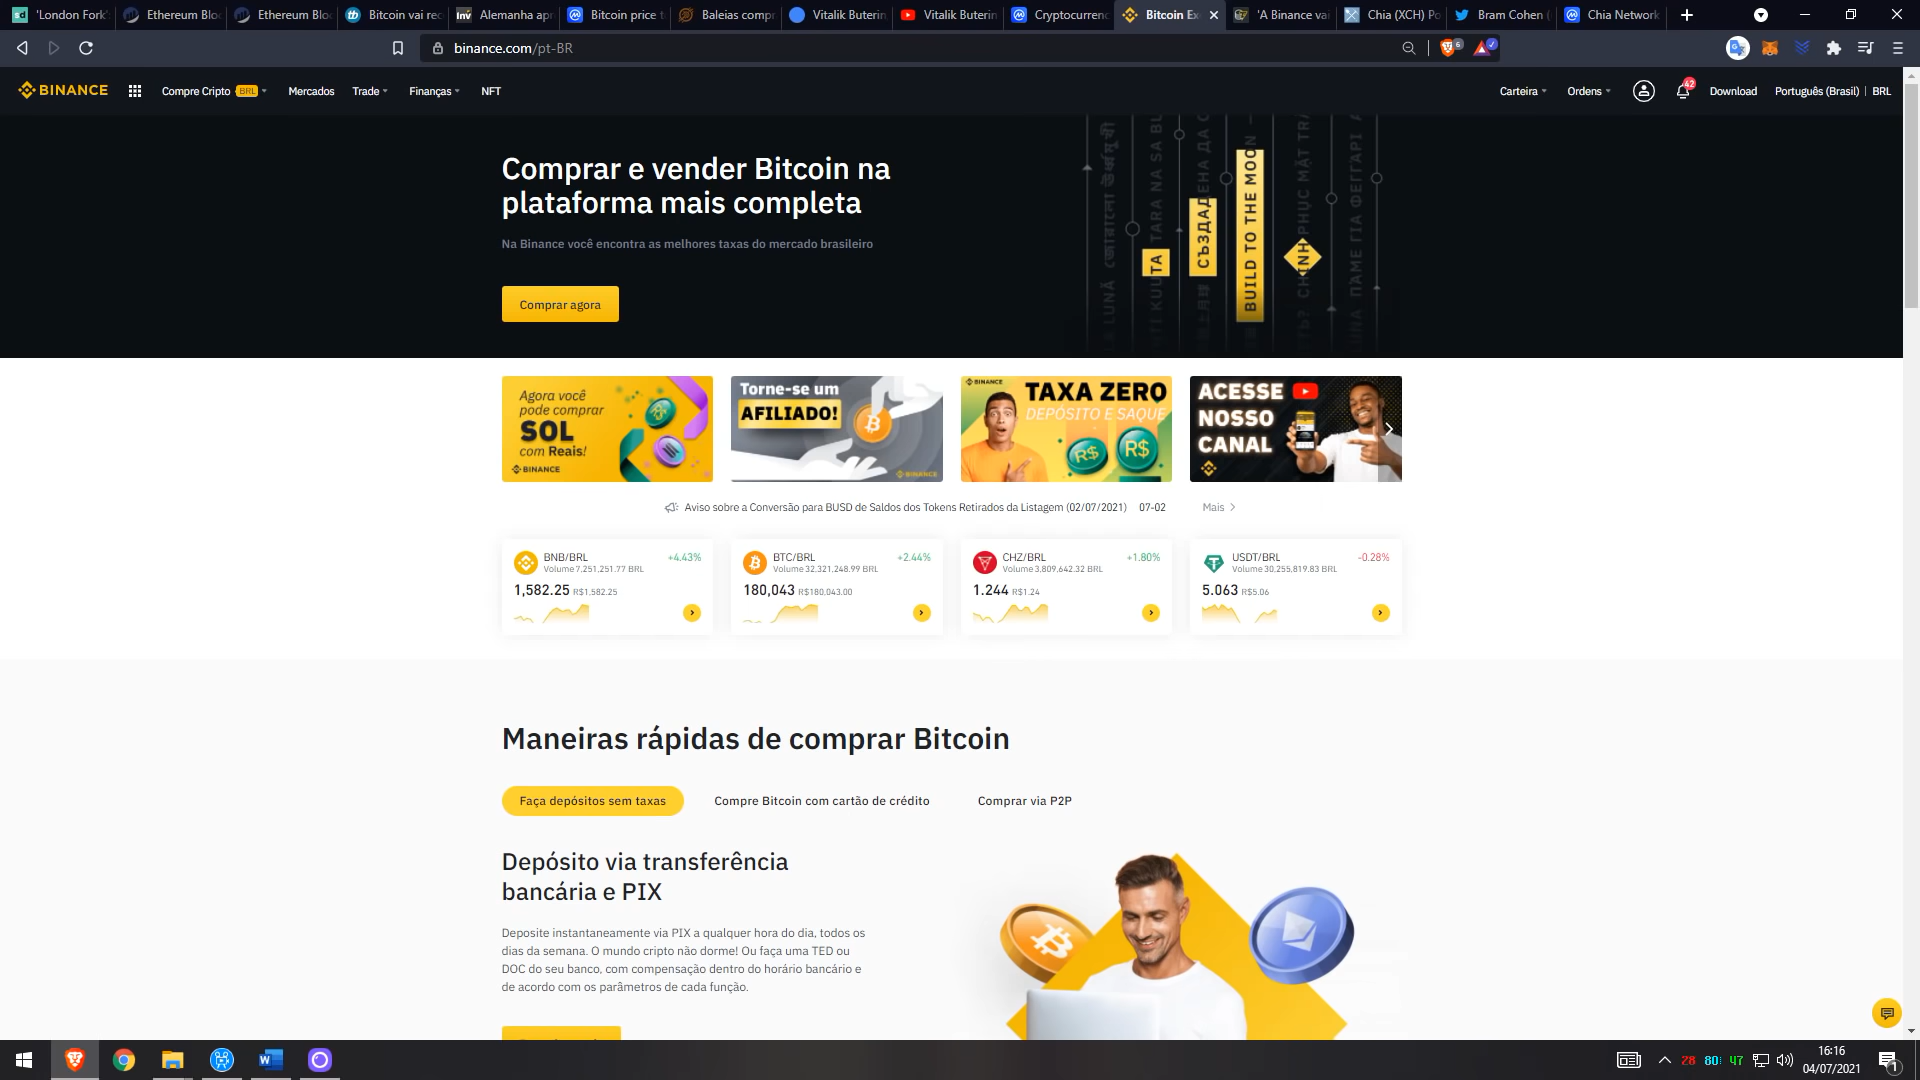 'London Fork'
Ethereum Blo
Ethereum Blo
Bitcoin vai rec
Inv
Alemanha apr
Bitcoin price t
Baleias compr
Vitalik Buterin
Vitalik Buterin
Cryptocurrenc
Bitcoin Ex
'A Binance vai
Chia (XCH) Po
Bram Cohen (
Chia Network
binance.com/pt-BR
6
BINANCE
Compre Cripto BRL
Mercados
Trade
Finanças
NFT
Carteira
Ordens
42
Download
Português (Brasil) | BRL
Comprar e vender Bitcoin na
plataforma mais completa
Na Binance você encontra as melhores taxas do mercado brasileiro
Comprar agora
BUILD TO THE MOON
Agora você
pode comprar
SOL
com Reais!
BINANCE
Torne-se um
AFILIADO!
BINANCE
BINANCE
TAXA ZERO
DEPÓSITO E SAQUE
R$
R$
ACESSE
NOSSO
CANAL
Aviso sobre a Conversão para BUSD de Saldos dos Tokens Retirados da Listagem (02/07/2021) 07-02
Mais
BNB/BRL +4.43%
Volume 7,251,251.77 BRL
1,582.25 R$1,582.25
BTC/BRL +2.44%
Volume 32,321,248.99 BRL
180,043 R$180,043.00
CHZ/BRL +1.80%
Volume 3,809,642.32 BRL
1.244 R$1.24
USDT/BRL -0.28%
Volume 30,255,819.83 BRL
5.063 R$5.06
Maneiras rápidas de comprar Bitcoin
Faça depósitos sem taxas
Compre Bitcoin com cartão de crédito
Comprar via P2P
Depósito via transferência
bancária e PIX
Deposite instantaneamente via PIX a qualquer hora do dia, todos os
dias da semana. O mundo cripto não dorme! Ou faça uma TED ou
DOC do seu banco, com compensação dentro do horário bancário e
de acordo com os parâmetros de cada função.
28
80
47
16:16
04/07/2021
1